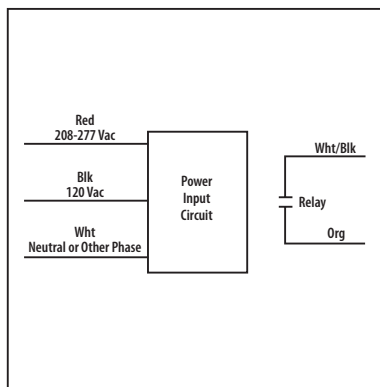 Red
208-277 Vac
Blk
120 Vac
Wht
Neutral or Other Phase
Power
Input
Circuit
Wht/Blk
Relay
Org